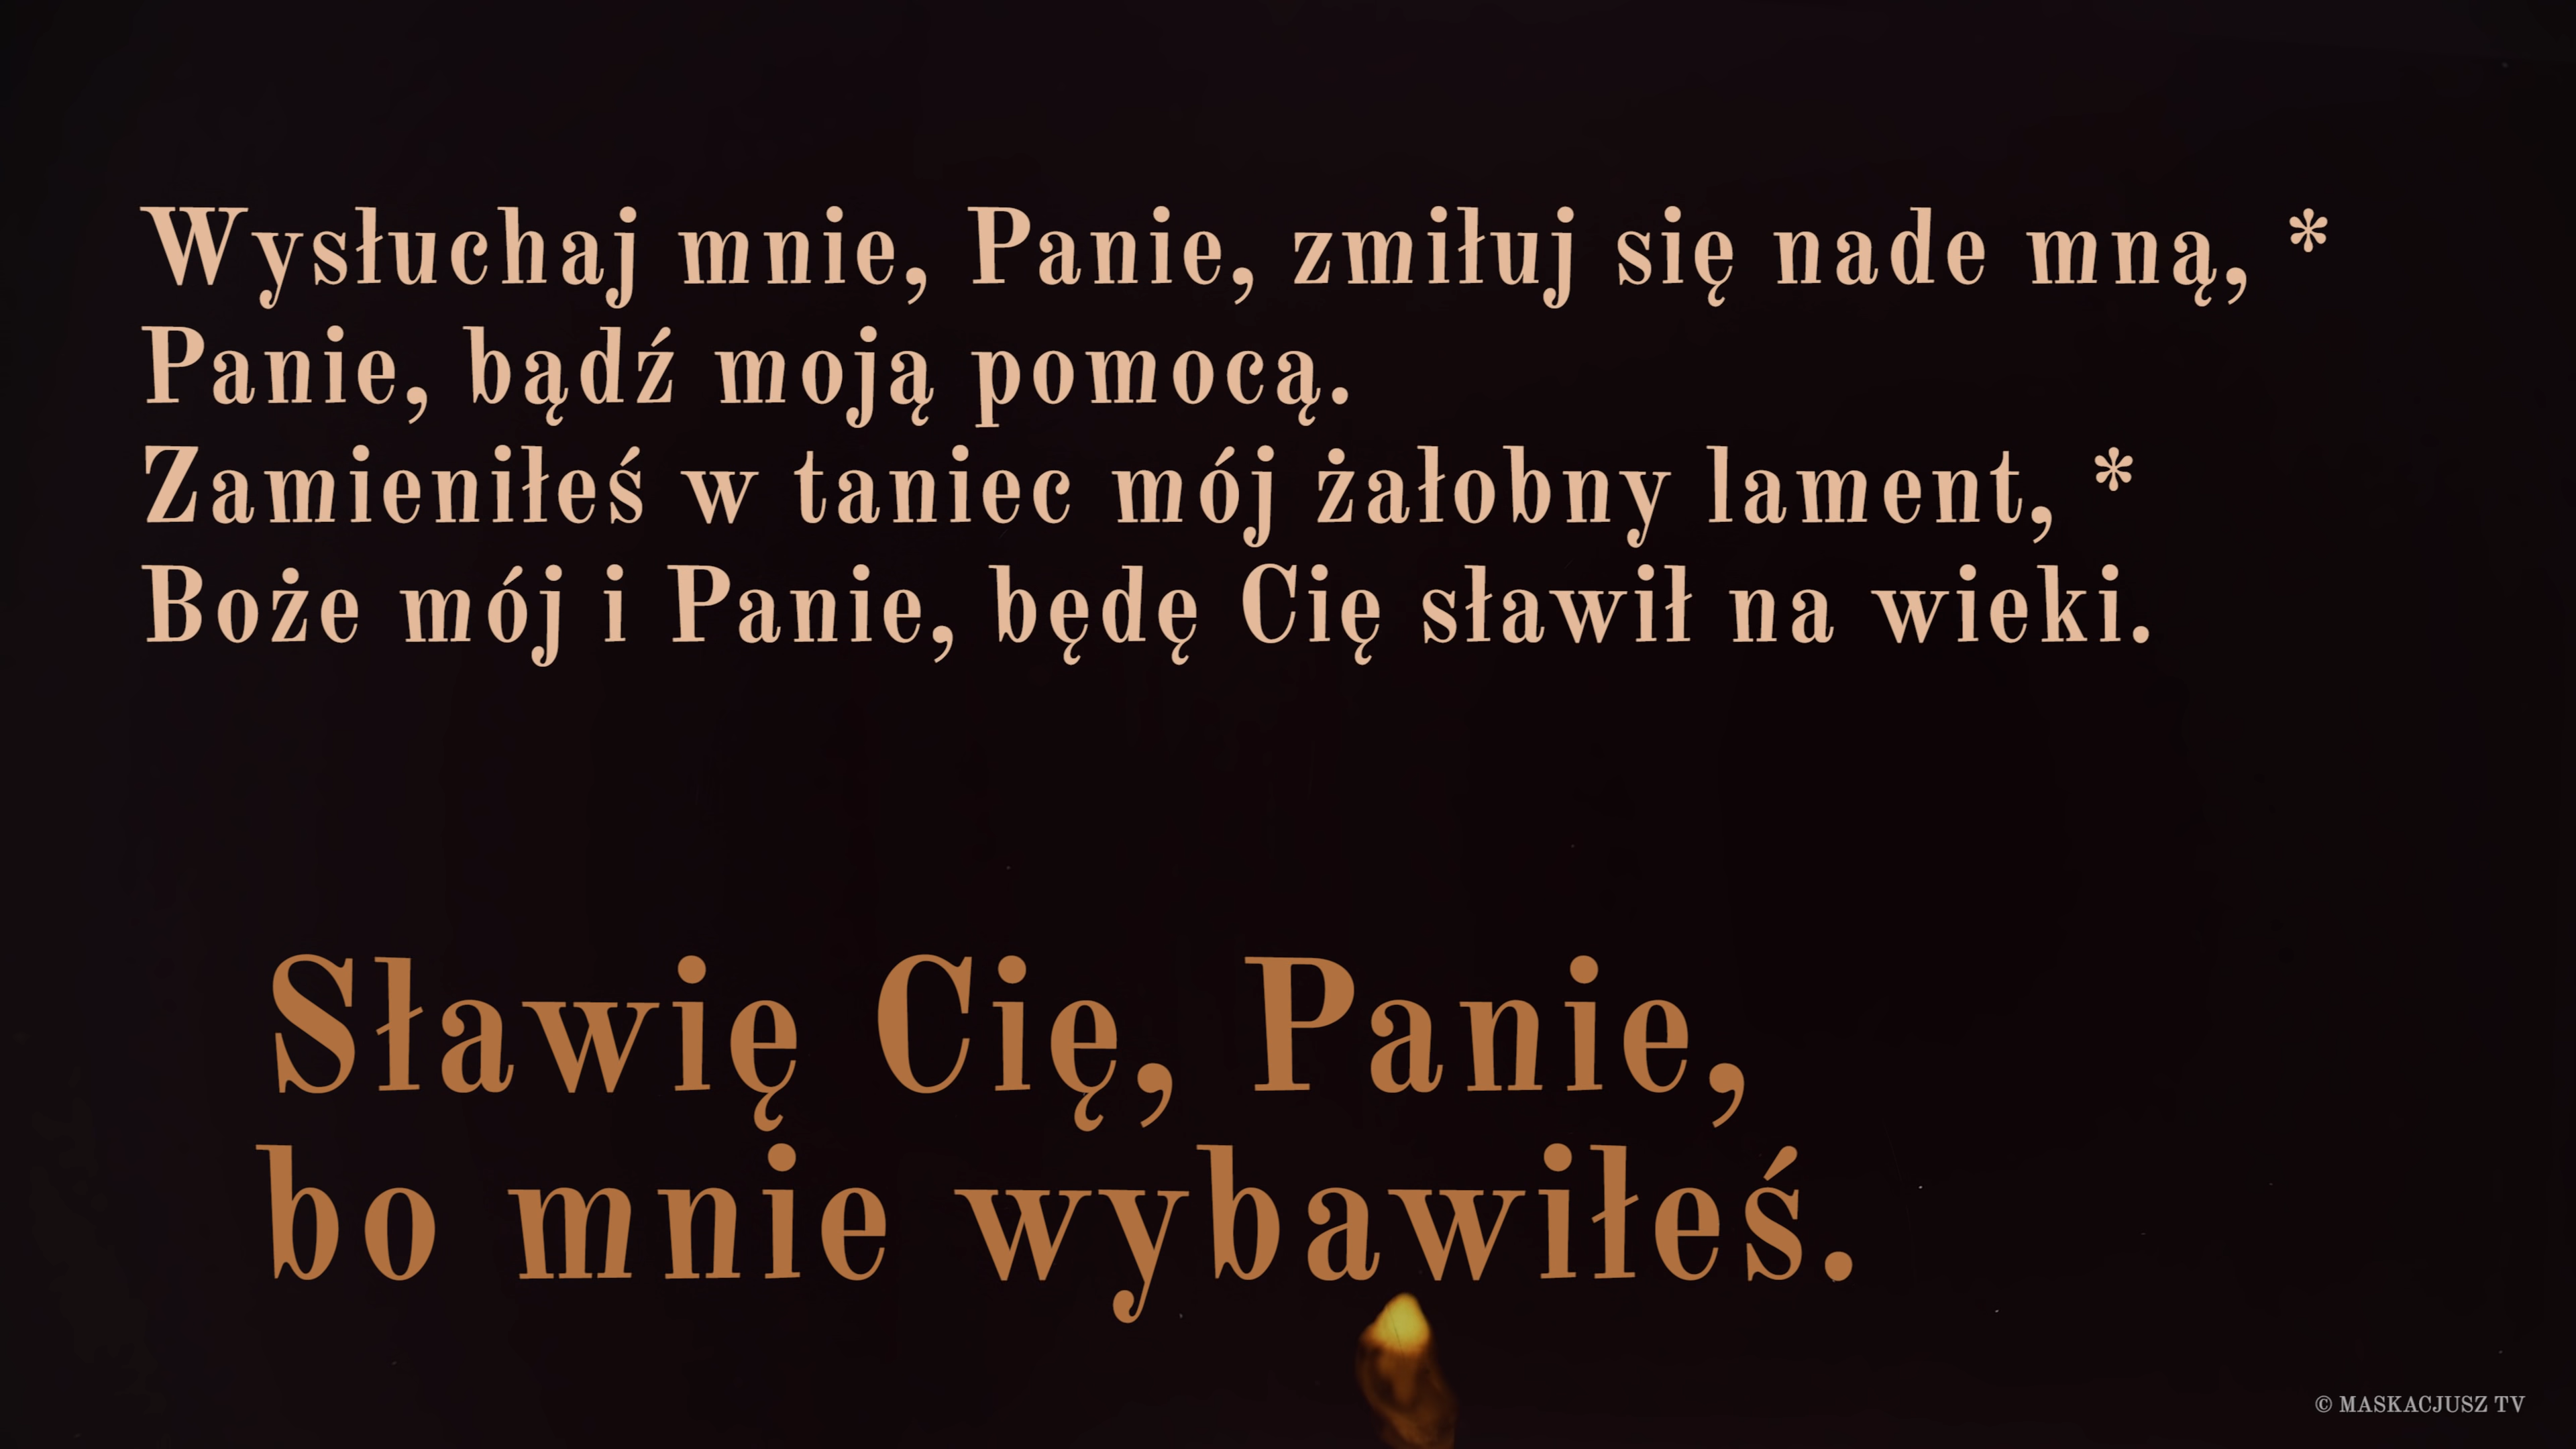 Wysłuchaj mnie, Panie, zmiłuj się nade mną, *
Panie, bądź moją pomocą.
Zamieniłeś w taniec mój żałobny lament, *
Boże mój i Panie, będę Cię sławił na wieki.
Sławię Cię, Panie,
bo mnie wybawiłeś.
© MASKACJUSZ TV